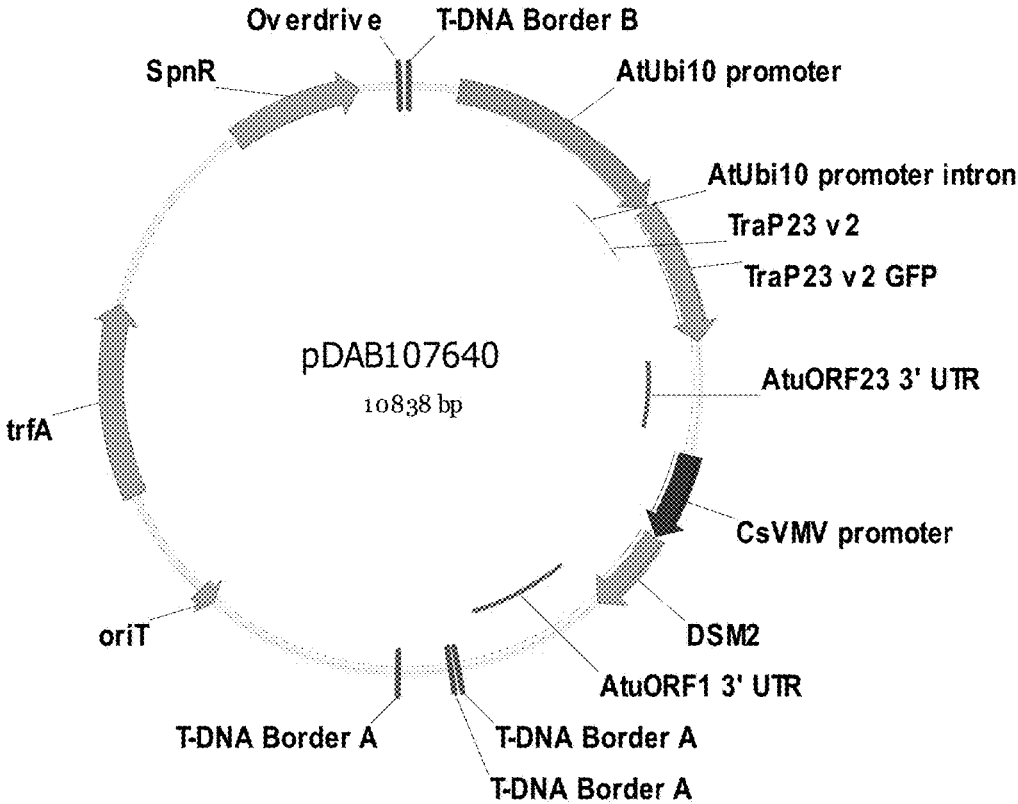 Overdrive
T-DNA Border B
SpnR
AtUbi10 promoter
AtUbi10 promoter intron
TraP23 v2
TraP23 v2 GFP
pDAB107640
10838 bp
AtuORF23 3' UTR
trfA
CsVMV promoter
oriT
DSM2
AtuORF1 3' UTR
T-DNA Border A
T-DNA Border A
T-DNA Border A